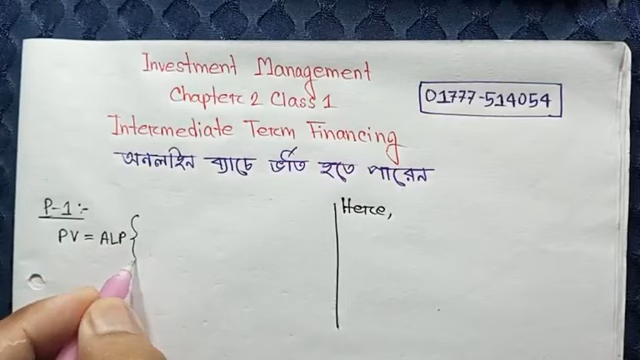 Investment Management
Chapter 2 Class 1
01777-514054
Intermediate Term Financing
অনলাইন ব্যাচে ভর্তি হতে পারেন
P-1:-
PV = ALP {
Here,